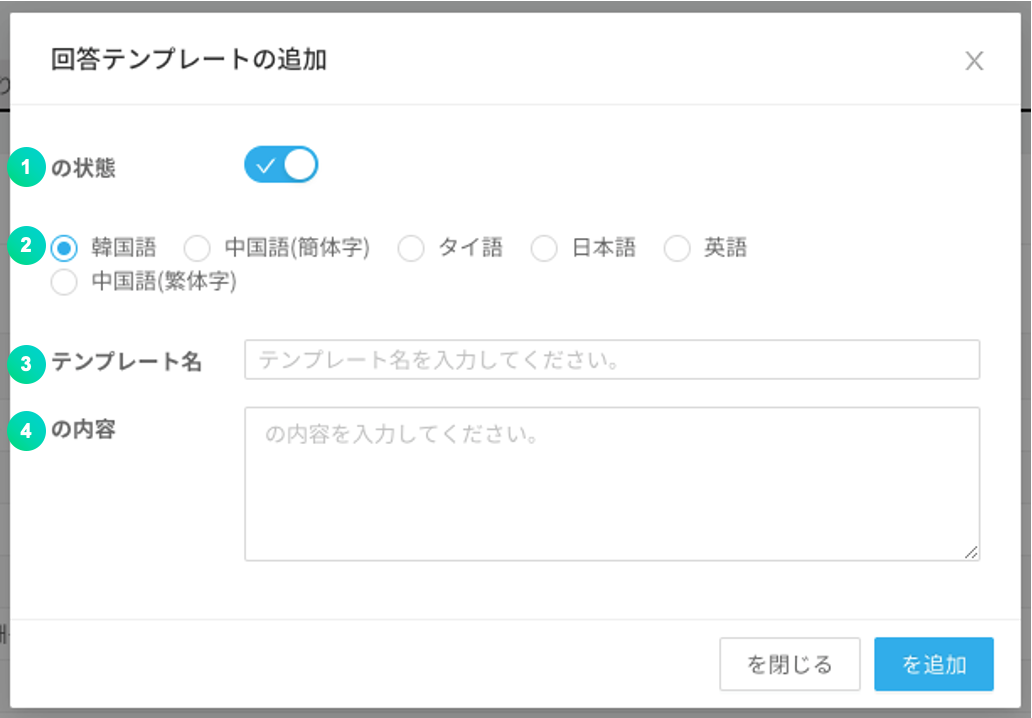 回答テンプレートの追加
1 の状態
2 韓国語 中国語(簡体字) タイ語 日本語 英語
中国語(繁体字)
3 テンプレート名 テンプレート名を入力してください。
4 の内容 の内容を入力してください。
を閉じる を追加